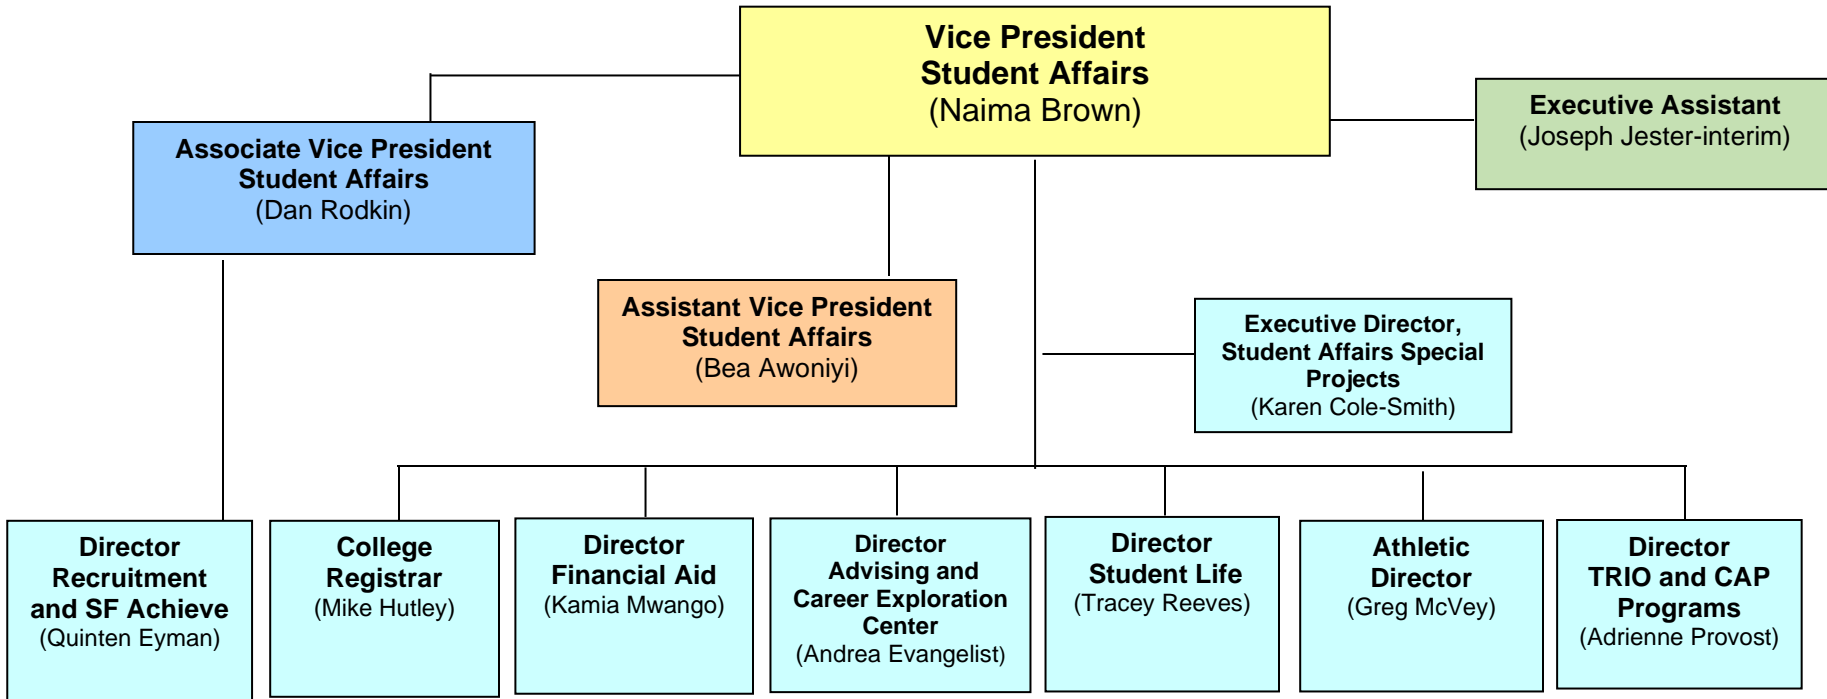 Vice President
Student Affairs
(Naima Brown)
Executive Assistant
(Joseph Jester-interim)
Associate Vice President
Student Affairs
(Dan Rodkin)
Assistant Vice President
Student Affairs
(Bea Awoniyi)
Executive Director,
Student Affairs Special
Projects
(Karen Cole-Smith)
Director
Recruitment
and SF Achieve
(Quinten Eyman)
College
Registrar
(Mike Hutley)
Director
Financial Aid
(Kamia Mwango)
Director
Advising and
Career Exploration
Center
(Andrea Evangelist)
Director
Student Life
(Tracey Reeves)
Athletic
Director
(Greg McVey)
Director
TRIO and CAP
Programs
(Adrienne Provost)